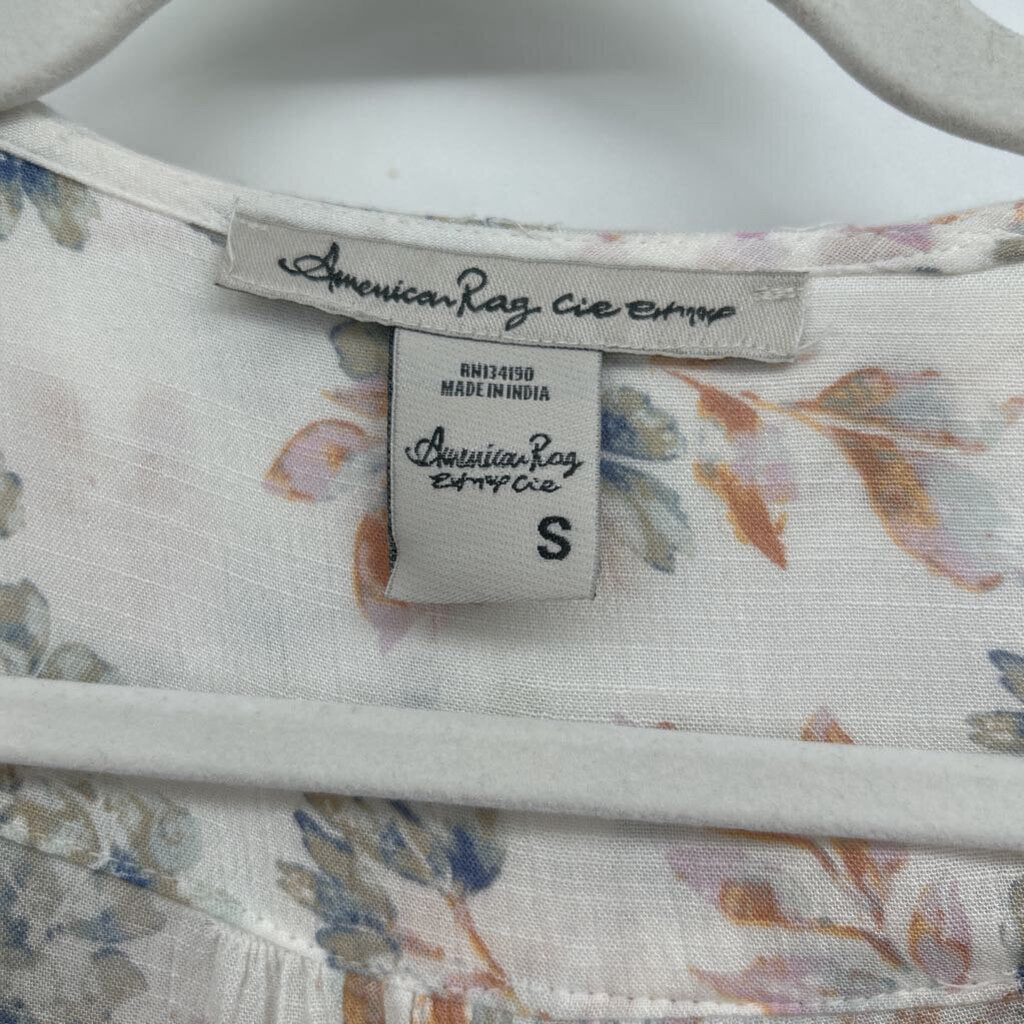 American Rag Cie
RN134190
MADE IN INDIA
American Rag
Cie
S